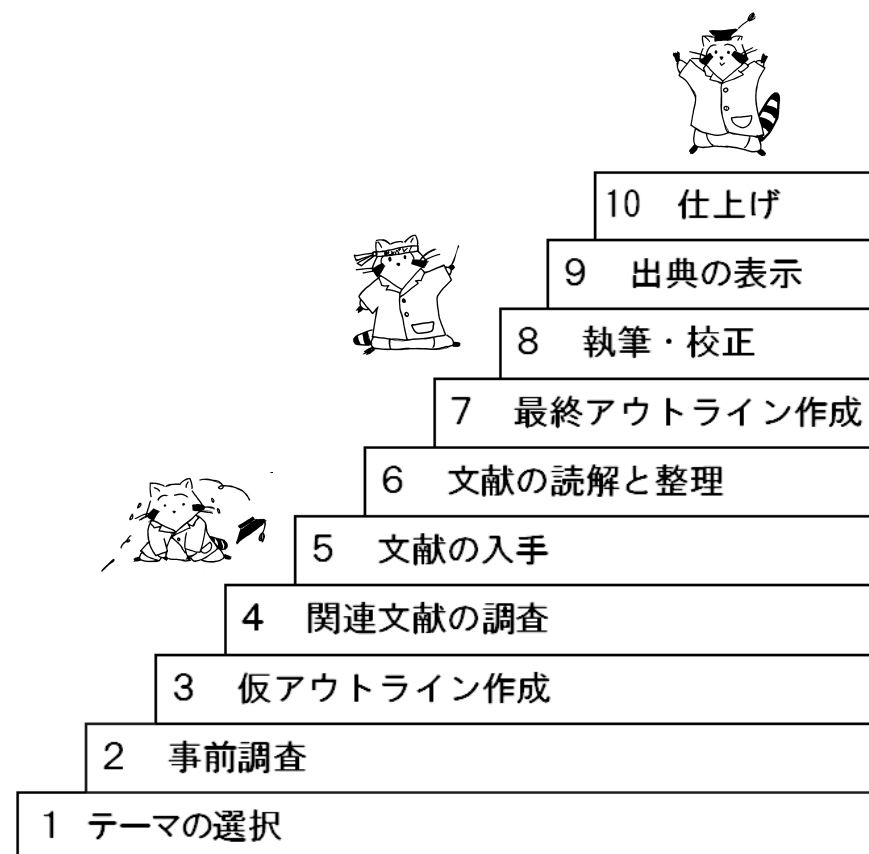 10 仕上げ
9 出典の表示
8 執筆・校正
7 最終アウトライン作成
6 文献の読解と整理
5 文献の入手
4 関連文献の調査
3 仮アウトライン作成
2 事前調査
1 テーマの選択